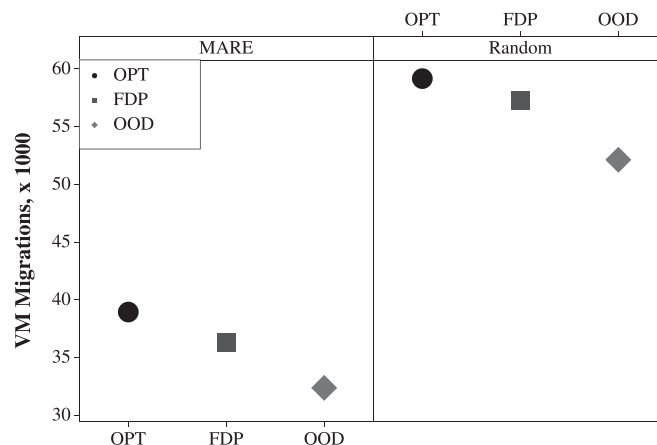 OPT FDP OOD
MARE Random
OPT
FDP
OOD
60
55
50
45
40
35
30
VM Migrations, x 1000
OPT FDP OOD